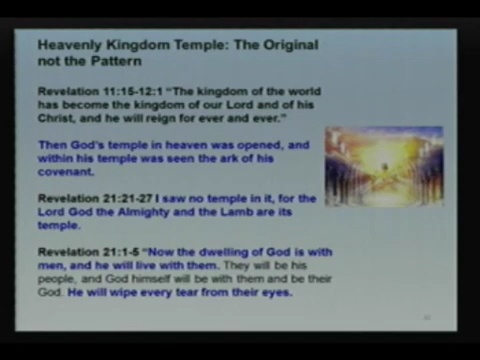 Heavenly Kingdom Temple: The Original
not the Pattern
Revelation 11:15-12:1 “The kingdom of the world
has become the kingdom of our Lord and of his
Christ, and he will reign for ever and ever.”
Then God’s temple in heaven was opened, and
within his temple was seen the ark of his
covenant.
Revelation 21:21-27 I saw no temple in it, for the
Lord God the Almighty and the Lamb are its
temple.
Revelation 21:1-5 “Now the dwelling of God is with
men, and he will live with them. They will be his
people, and God himself will be with them and be their
God. He will wipe every tear from their eyes.